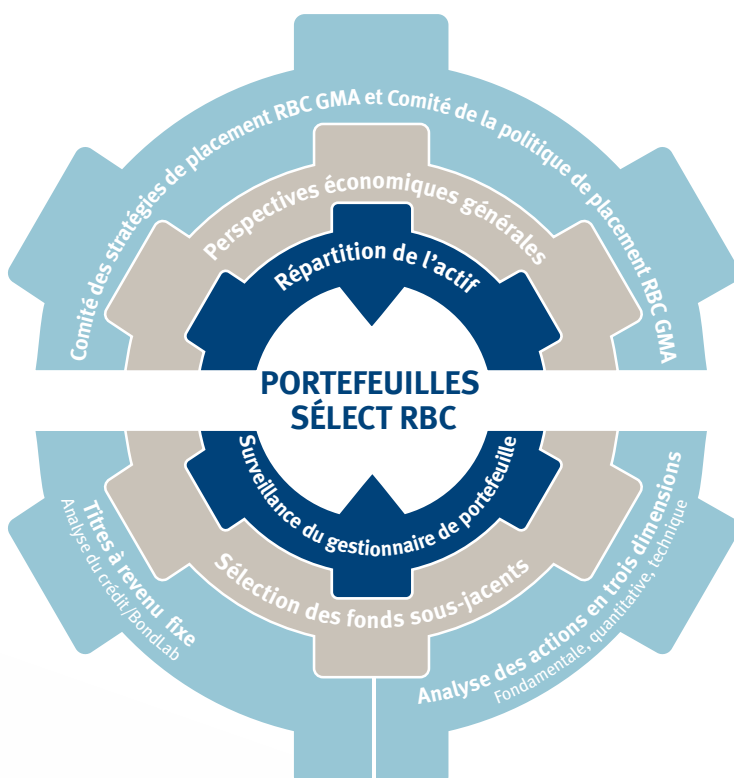 Comité des stratégies de placement RBC GMA et Comité de la politique de placement RBC GMA
Perspectives économiques générales
Répartition de l’actif
PORTEFEUILLES
SÉLECT RBC
Surveillance du gestionnaire de portefeuille
Sélection des fonds sous-jacents
Titres à revenu fixe
Analyse du crédit/BondLab
Analyse des actions en trois dimensions
Fondamentale, quantitative, technique